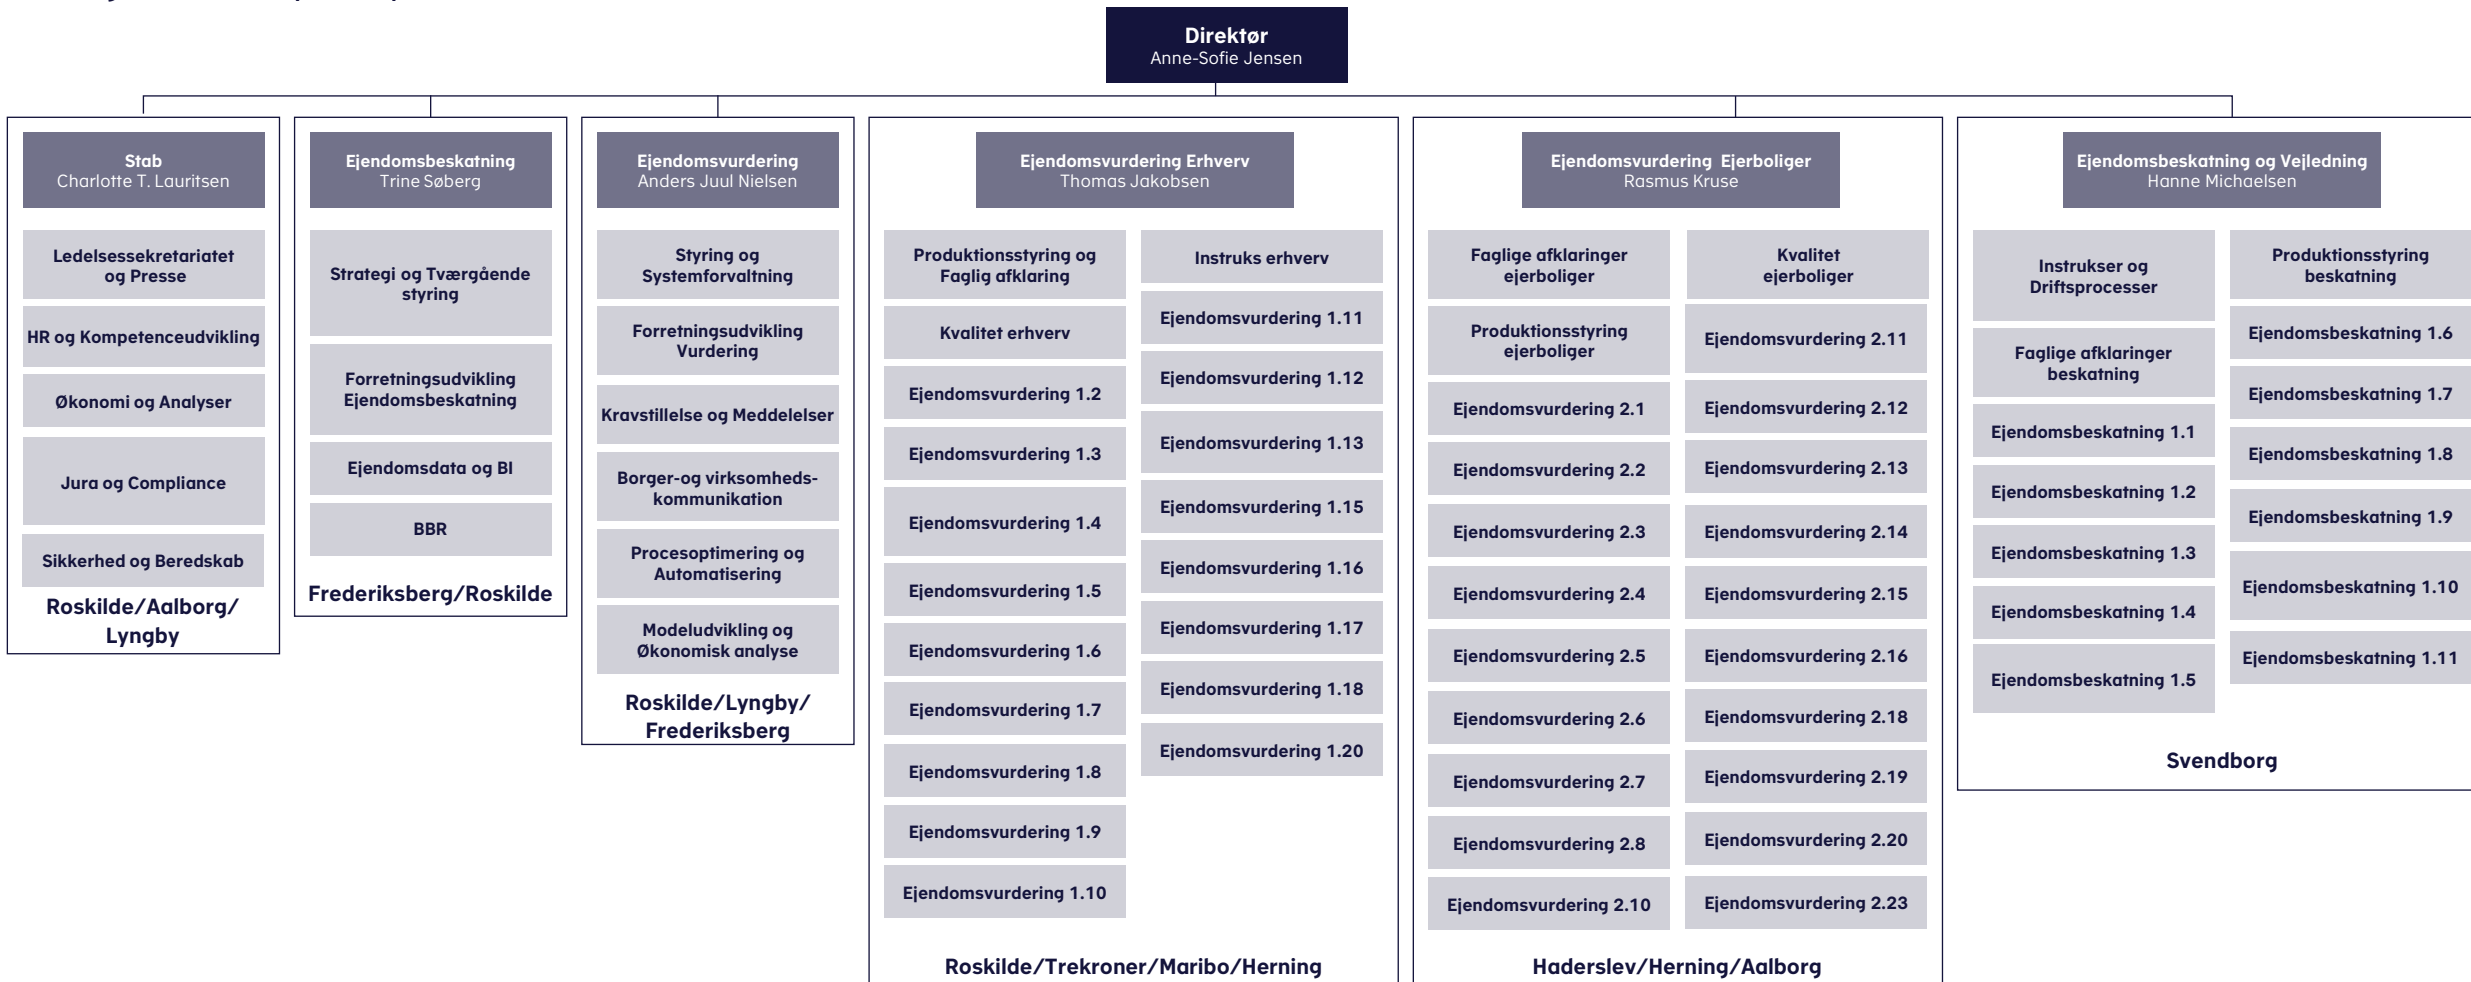 Direktør
Anne-Sofie Jensen
Stab
Charlotte T. Lauritsen
Ledelsessekretariatet
og Presse
HR og Kompetenceudvikling
Økonomi og Analyser
Jura og Compliance
Sikkerhed og Beredskab
Roskilde/Aalborg/
Lyngby
Ejendomsbeskatning
Trine Søberg
Strategi og Tværgående
styring
Forretningsudvikling
Ejendomsbeskatning
Ejendomsdata og BI
BBR
Frederiksberg/Roskilde
Ejendomsvurdering
Anders Juul Nielsen
Styring og
Systemforvaltning
Forretningsudvikling
Vurdering
Kravstillelse og Meddelelser
Borger-og virksomheds-
kommunikation
Procesoptimering og
Automatisering
Modeludvikling og
Økonomisk analyse
Roskilde/Lyngby/
Frederiksberg
Ejendomsvurdering Erhverv
Thomas Jakobsen
Produktionsstyring og
Faglig afklaring
Kvalitet erhverv
Ejendomsvurdering 1.2
Ejendomsvurdering 1.3
Ejendomsvurdering 1.4
Ejendomsvurdering 1.5
Ejendomsvurdering 1.6
Ejendomsvurdering 1.7
Ejendomsvurdering 1.8
Ejendomsvurdering 1.9
Ejendomsvurdering 1.10
Instruks erhverv
Ejendomsvurdering 1.11
Ejendomsvurdering 1.12
Ejendomsvurdering 1.13
Ejendomsvurdering 1.15
Ejendomsvurdering 1.16
Ejendomsvurdering 1.17
Ejendomsvurdering 1.18
Ejendomsvurdering 1.20
Roskilde/Trekroner/Maribo/Herning
Ejendomsvurdering Ejerboliger
Rasmus Kruse
Faglige afklaringer
ejerboliger
Produktionsstyring
ejerboliger
Ejendomsvurdering 2.1
Ejendomsvurdering 2.2
Ejendomsvurdering 2.3
Ejendomsvurdering 2.4
Ejendomsvurdering 2.5
Ejendomsvurdering 2.6
Ejendomsvurdering 2.7
Ejendomsvurdering 2.8
Ejendomsvurdering 2.10
Kvalitet
ejerboliger
Ejendomsvurdering 2.11
Ejendomsvurdering 2.12
Ejendomsvurdering 2.13
Ejendomsvurdering 2.14
Ejendomsvurdering 2.15
Ejendomsvurdering 2.16
Ejendomsvurdering 2.18
Ejendomsvurdering 2.19
Ejendomsvurdering 2.20
Ejendomsvurdering 2.23
Haderslev/Herning/Aalborg
Ejendomsbeskatning og Vejledning
Hanne Michaelsen
Instrukser og
Driftsprocesser
Faglige afklaringer
beskatning
Ejendomsbeskatning 1.1
Ejendomsbeskatning 1.2
Ejendomsbeskatning 1.3
Ejendomsbeskatning 1.4
Ejendomsbeskatning 1.5
Produktionsstyring
beskatning
Ejendomsbeskatning 1.6
Ejendomsbeskatning 1.7
Ejendomsbeskatning 1.8
Ejendomsbeskatning 1.9
Ejendomsbeskatning 1.10
Ejendomsbeskatning 1.11
Svendborg